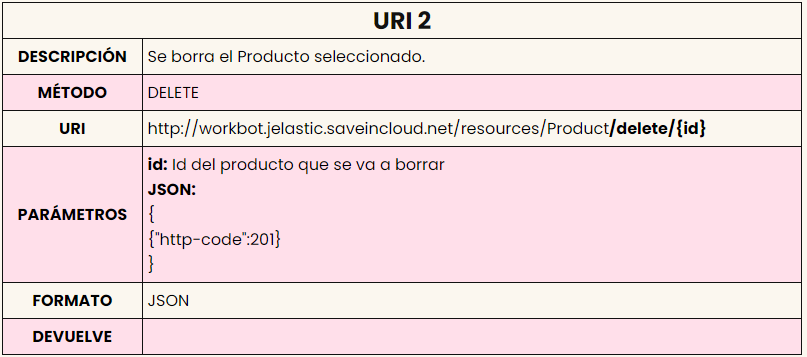 URI 2
DESCRIPCIÓN Se borra el Producto seleccionado.
MÉTODO DELETE
URI http://workbot.jelastic.saveincloud.net/resources/Product/delete/{id}
PARÁMETROS id: Id del producto que se va a borrar
JSON:
{
{"http-code":201}
}
FORMATO JSON
DEVUELVE